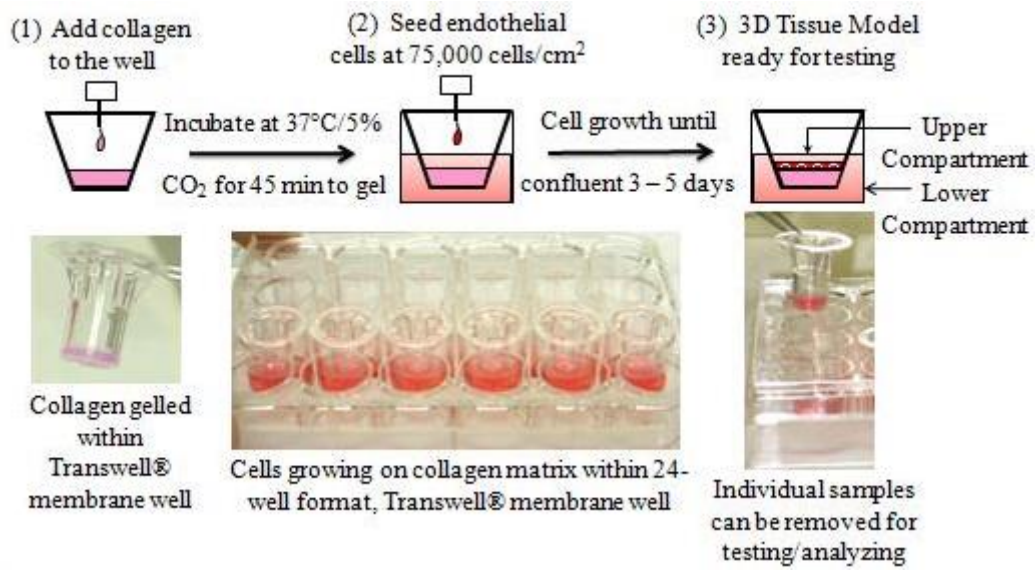 (1) Add collagen
to the well
(2) Seed endothelial
cells at 75,000 cells/cm²
(3) 3D Tissue Model
ready for testing
Incubate at 37°C/5%
CO₂ for 45 min to gel
Cell growth until
confluent 3 – 5 days
Upper
Compartment
Lower
Compartment
Collagen gelled
within
Transwell®
membrane well
Cells growing on collagen matrix within 24-
well format, Transwell® membrane well
Individual samples
can be removed for
testing/analyzing